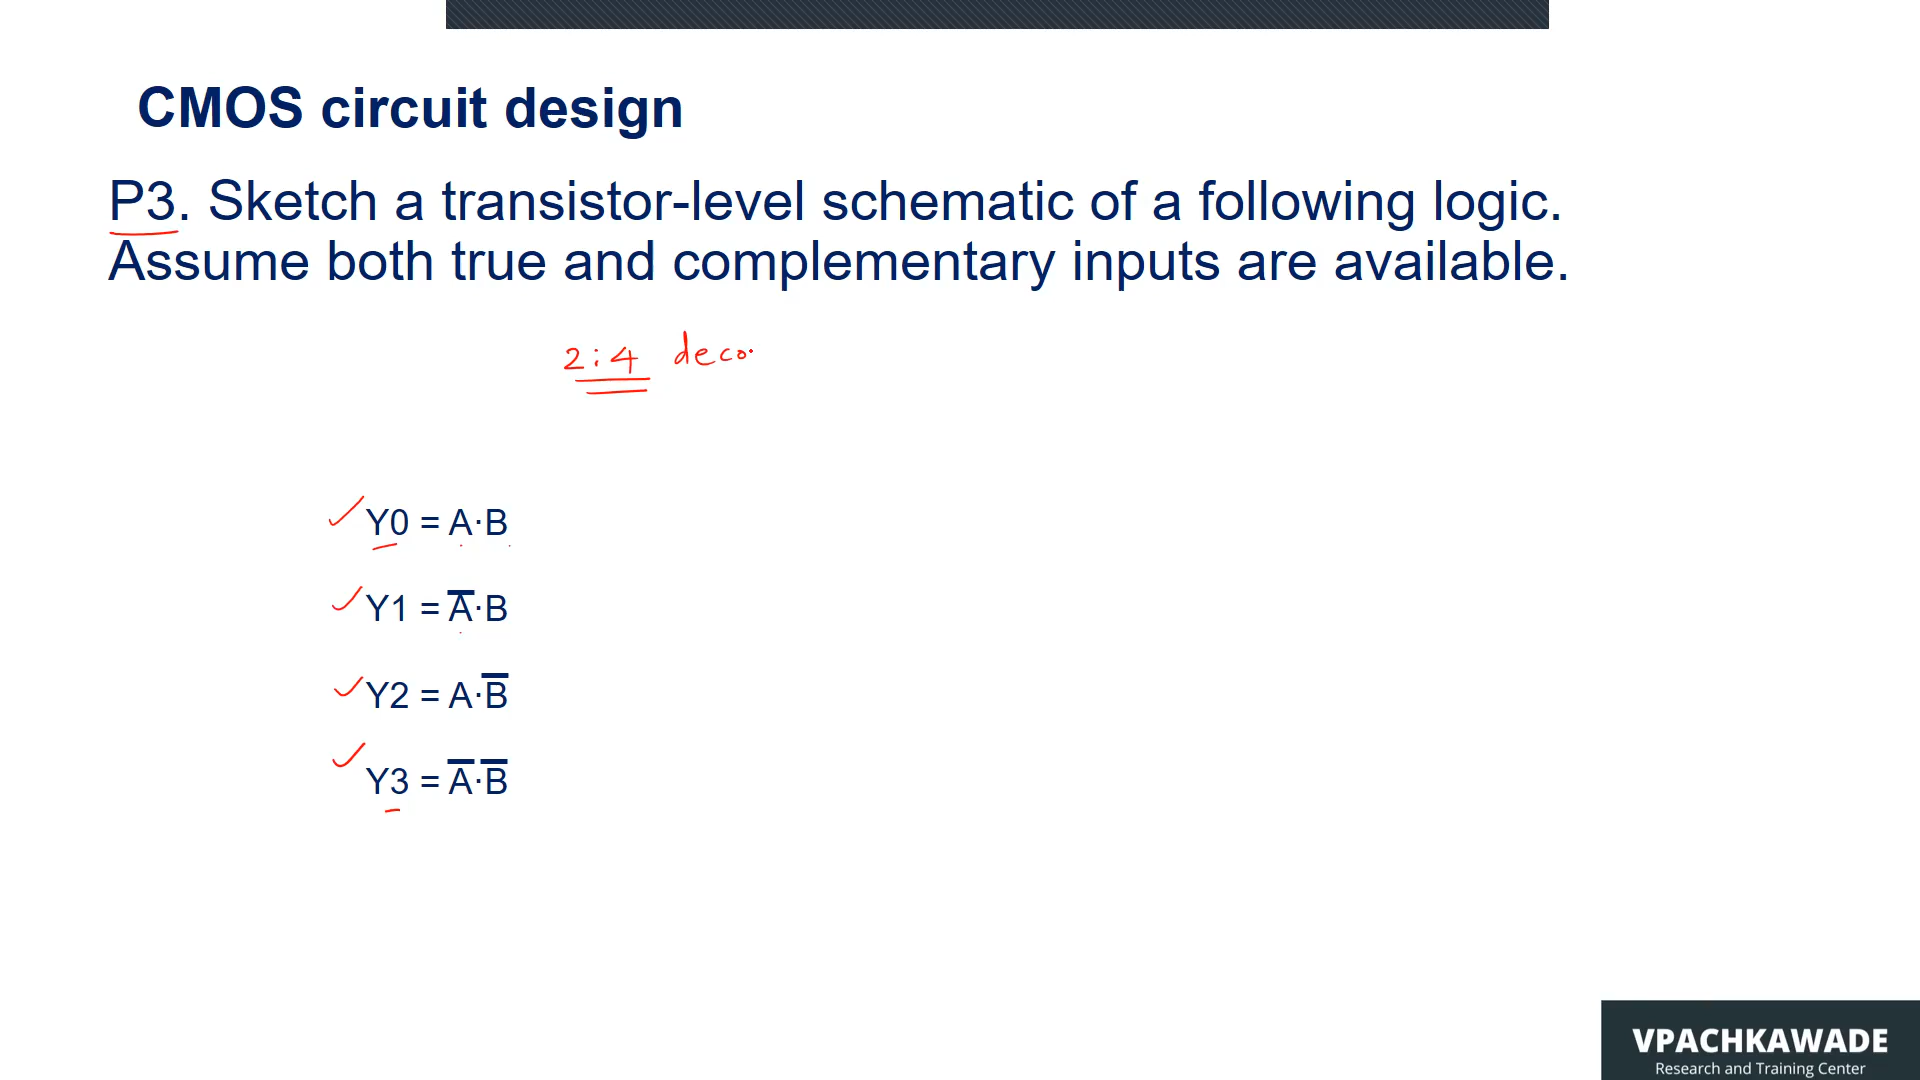 CMOS circuit design
P3. Sketch a transistor-level schematic of a following logic.
Assume both true and complementary inputs are available.
2:4 deco
Y0 = A·B
Y1 = A̅·B
Y2 = A·B̅
Y3 = A̅·B̅
VPACHKAWADE
Research and Training Center